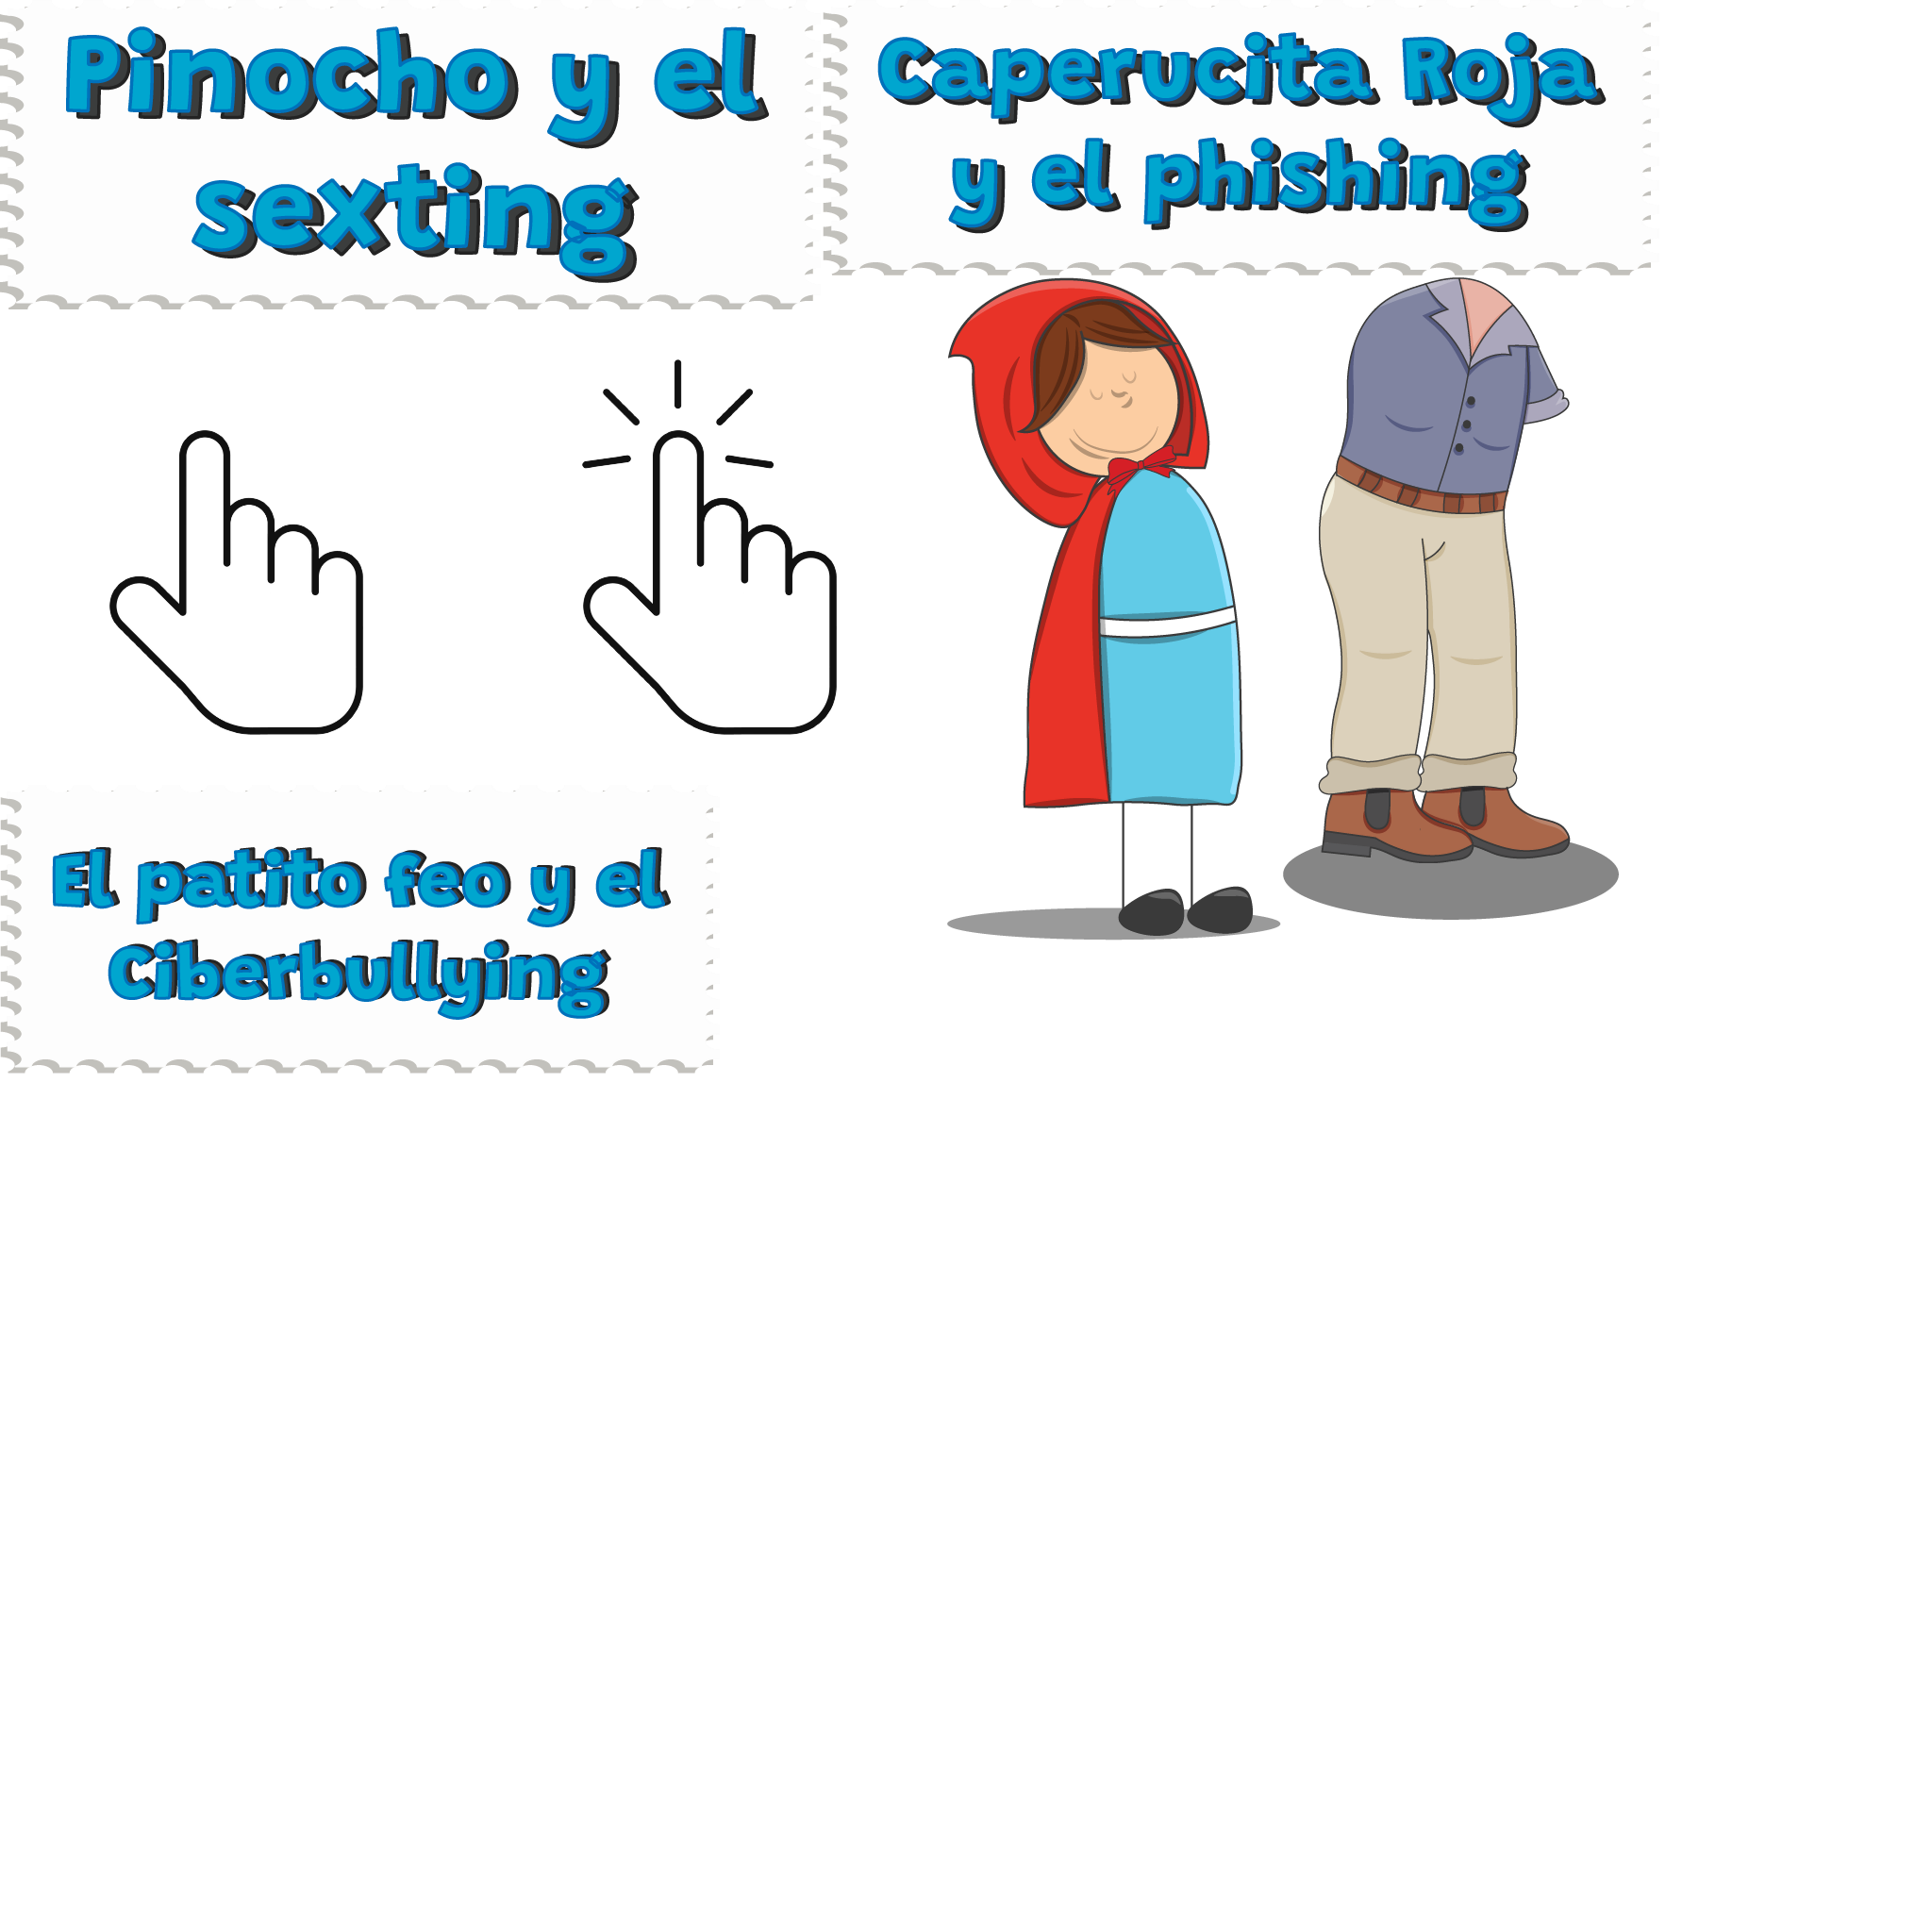 Pinocho y el
sexting
Caperucita Roja
y el phishing
El patito feo y el
Ciberbullying